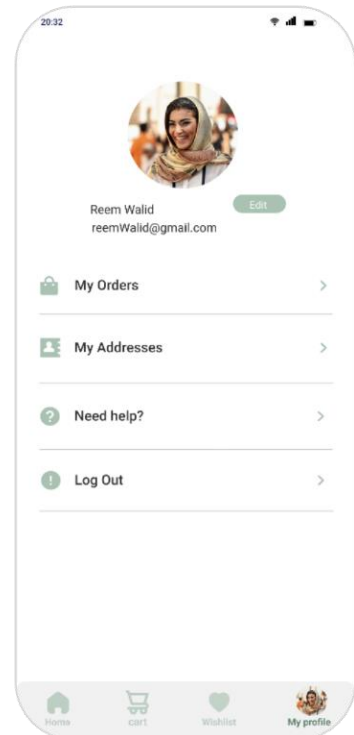 20:32
Reem Walid
Edit
reemWalid@gmail.com
My Orders
My Addresses
Need help?
Log Out
Home
cart
Wishlist
My profile